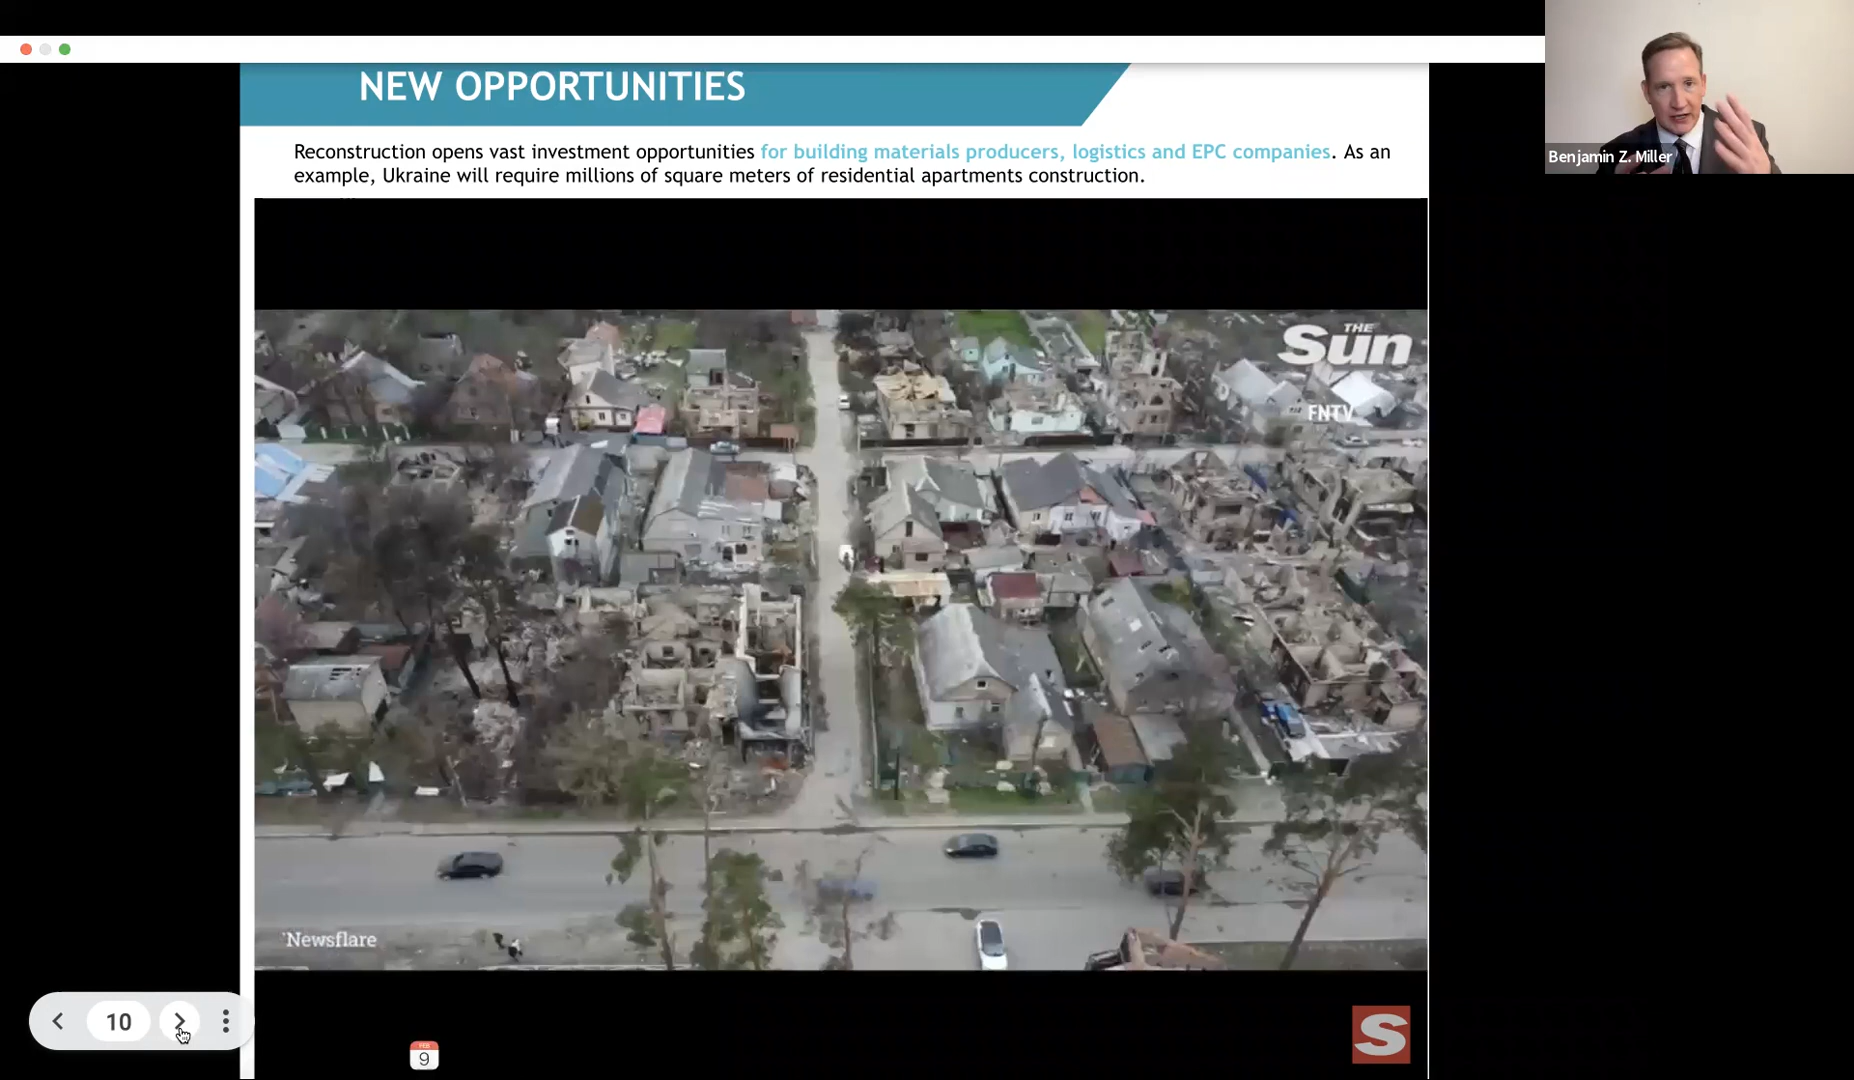 NEW OPPORTUNITIES
Reconstruction opens vast investment opportunities for building materials producers, logistics and EPC companies. As an
example, Ukraine will require millions of square meters of residential apartments construction.
Benjamin Z. Miller
THE
Sun
FNTV
'Newsflare
10
FEB
9
S